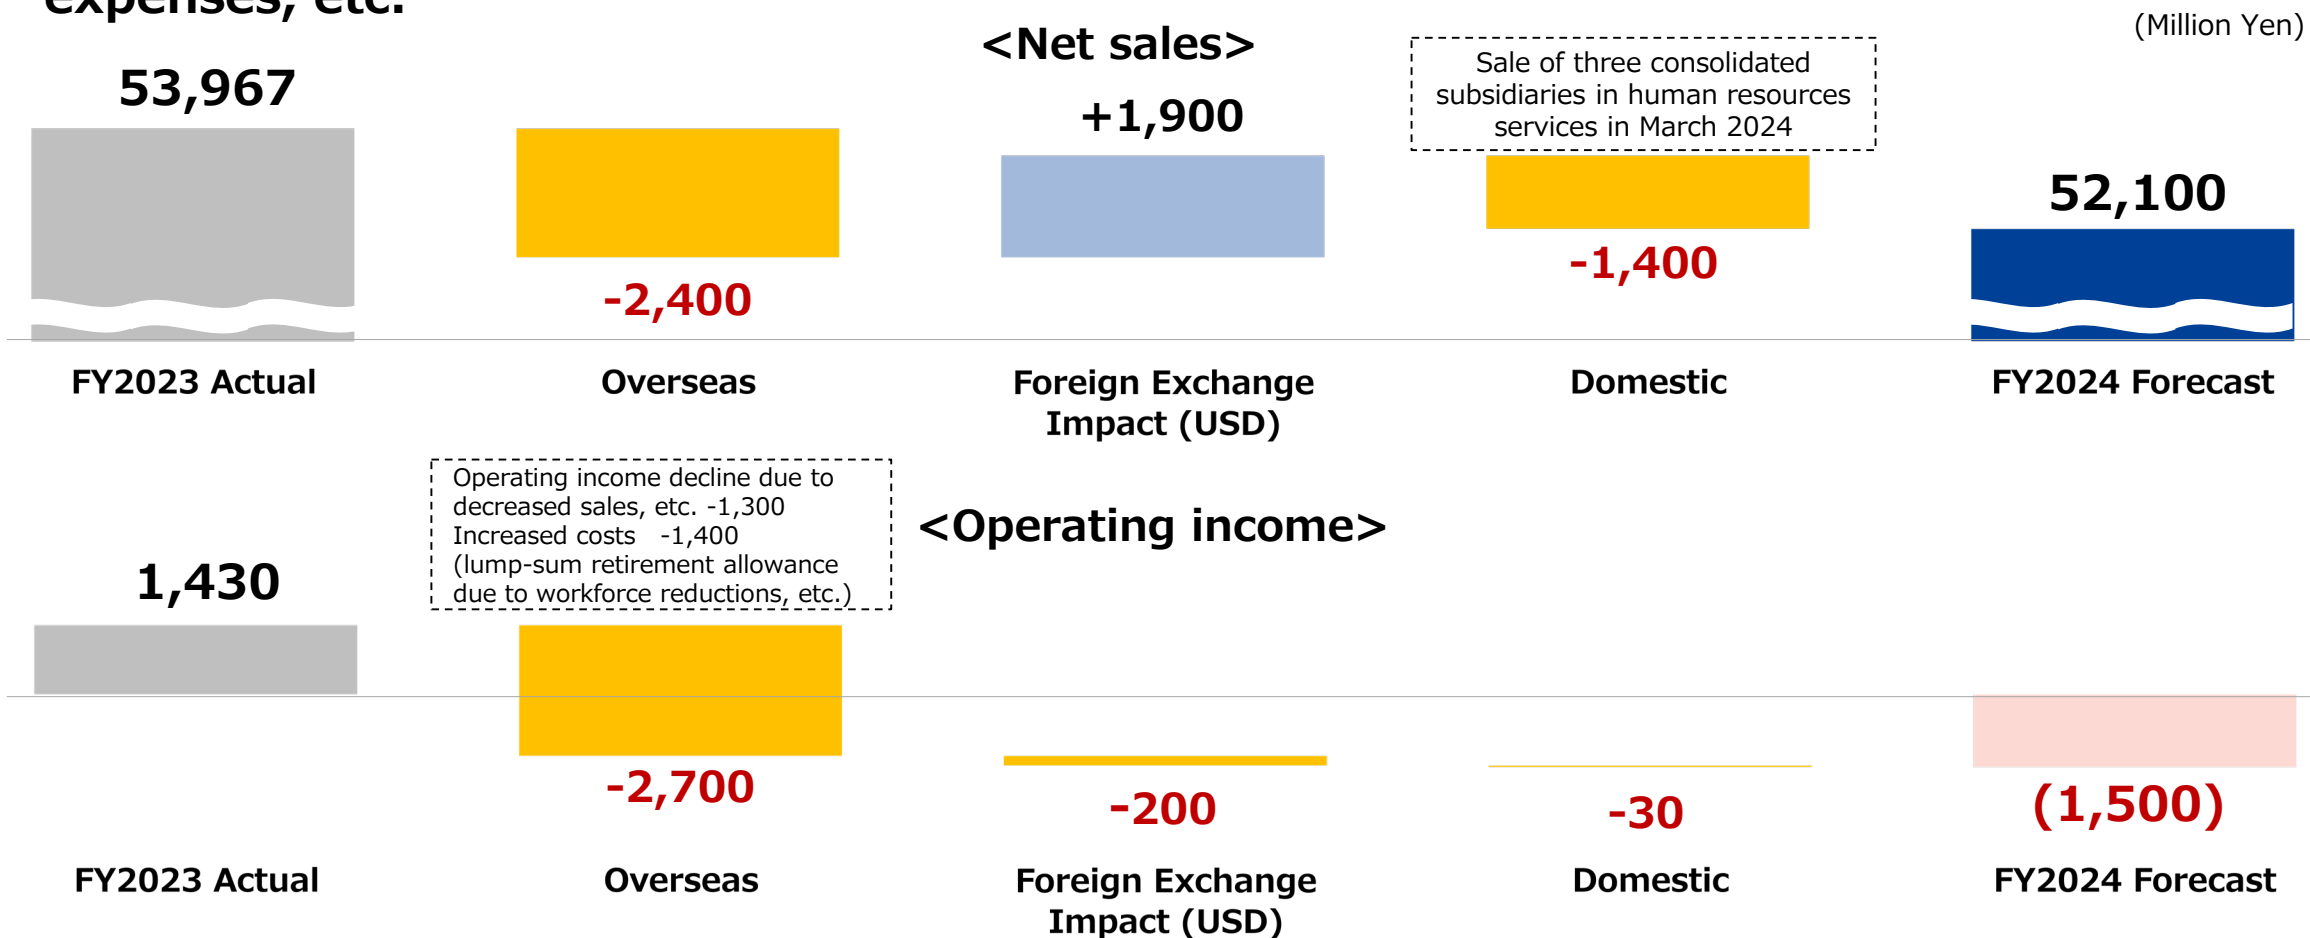 expenses, etc.
(Million Yen)
<Net sales>
53,967
+1,900
Sale of three consolidated
subsidiaries in human resources
services in March 2024
52,100
-2,400
-1,400
FY2023 Actual
Overseas
Foreign Exchange
Impact (USD)
Domestic
FY2024 Forecast
Operating income decline due to
decreased sales, etc. -1,300
Increased costs -1,400
(lump-sum retirement allowance
due to workforce reductions, etc.)
<Operating income>
1,430
-2,700
-200
-30
(1,500)
FY2023 Actual
Overseas
Foreign Exchange
Impact (USD)
Domestic
FY2024 Forecast